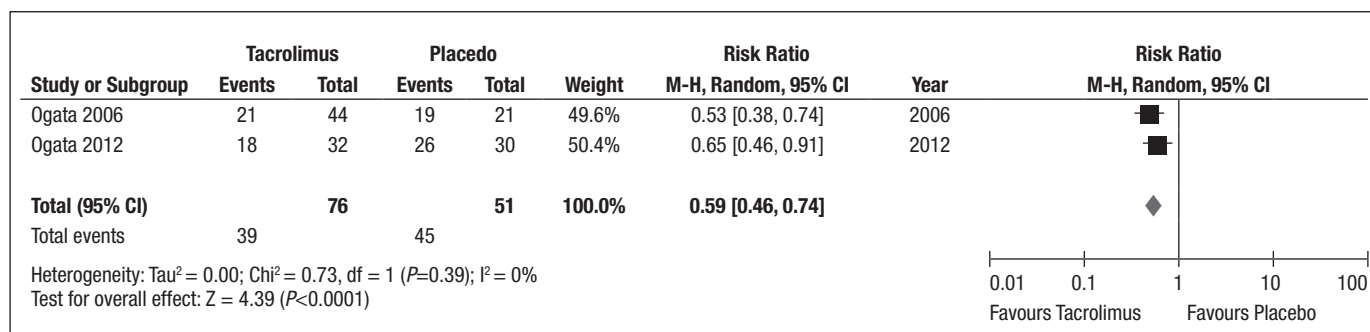 Tacrolimus Placedo Risk Ratio Risk Ratio
Study or Subgroup Events Total Events Total Weight M-H, Random, 95% CI Year M-H, Random, 95% CI
Ogata 2006 21 44 19 21 49.6% 0.53 [0.38, 0.74] 2006
Ogata 2012 18 32 26 30 50.4% 0.65 [0.46, 0.91] 2012
Total (95% CI) 76 51 100.0% 0.59 [0.46, 0.74]
Total events 39 45
Heterogeneity: Tau² = 0.00; Chi² = 0.73, df = 1 (P=0.39); I² = 0%
Test for overall effect: Z = 4.39 (P<0.0001)
0.01 0.1 1 10 100
Favours Tacrolimus Favours Placebo